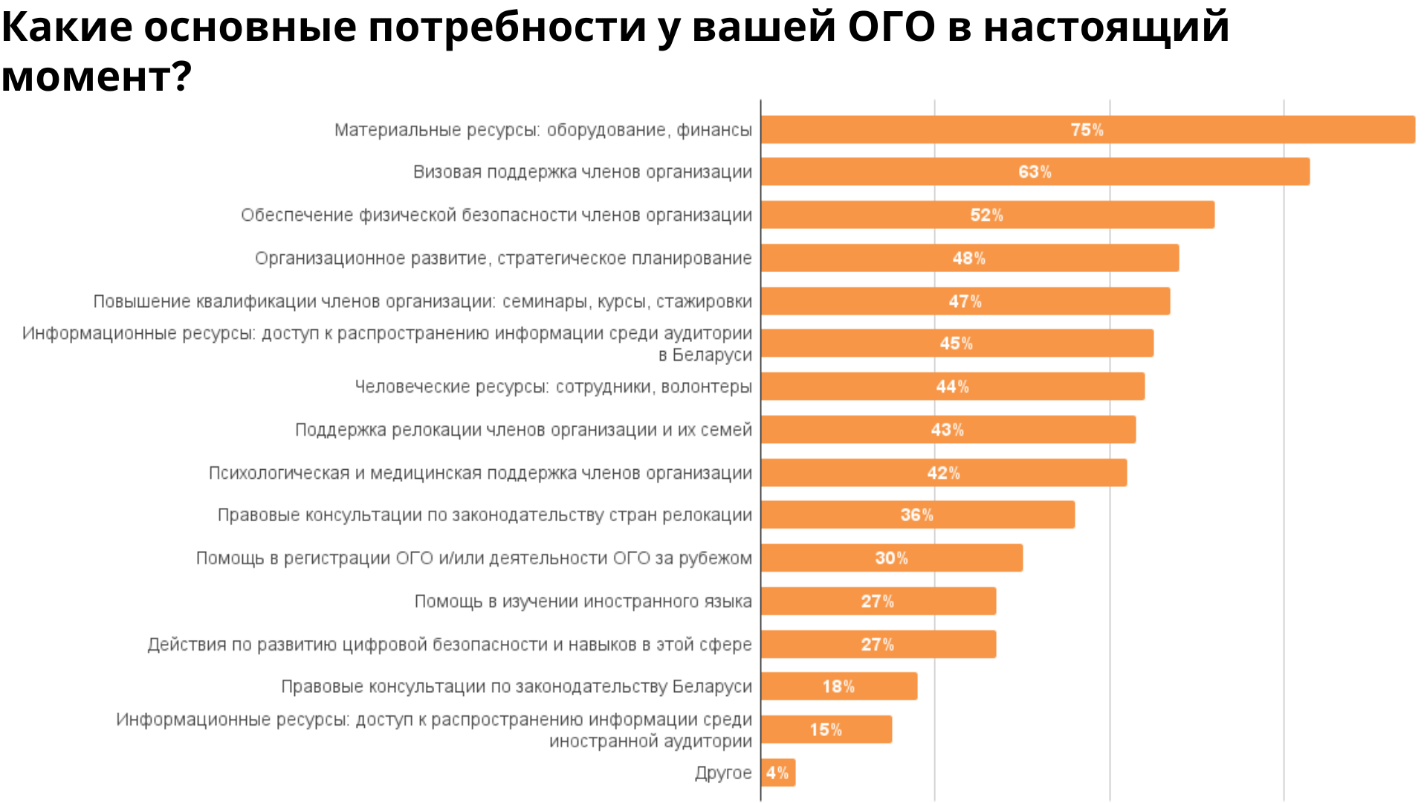 Какие основные потребности у вашей ОГО в настоящий
момент?
Материальные ресурсы: оборудование, финансы
75%
Визовая поддержка членов организации
63%
Обеспечение физической безопасности членов организации
52%
Организационное развитие, стратегическое планирование
48%
Повышение квалификации членов организации: семинары, курсы, стажировки
47%
Информационные ресурсы: доступ к распространению информации среди аудитории
в Беларуси
45%
Человеческие ресурсы: сотрудники, волонтеры
44%
Поддержка релокации членов организации и их семей
43%
Психологическая и медицинская поддержка членов организации
42%
Правовые консультации по законодательству стран релокации
36%
Помощь в регистрации ОГО и/или деятельности ОГО за рубежом
30%
Помощь в изучении иностранного языка
27%
Действия по развитию цифровой безопасности и навыков в этой сфере
27%
Правовые консультации по законодательству Беларуси
18%
Информационные ресурсы: доступ к распространению информации среди
иностранной аудитории
15%
Другое
4%